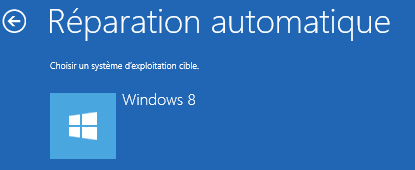 Réparation automatique
Choisir un système d'exploitation cible.
Windows 8